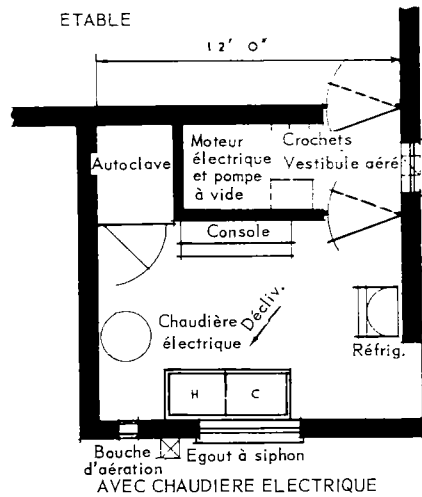 ETABLE
12' 0"
Autoclave
Moteur
électrique
et pompe
à vide
Crochets
Vestibule aéré
Console
Chaudière
électrique
Décliv.
Réfrig.
H C
Bouche
d'aération
Egout à siphon
AVEC CHAUDIERE ELECTRIQUE